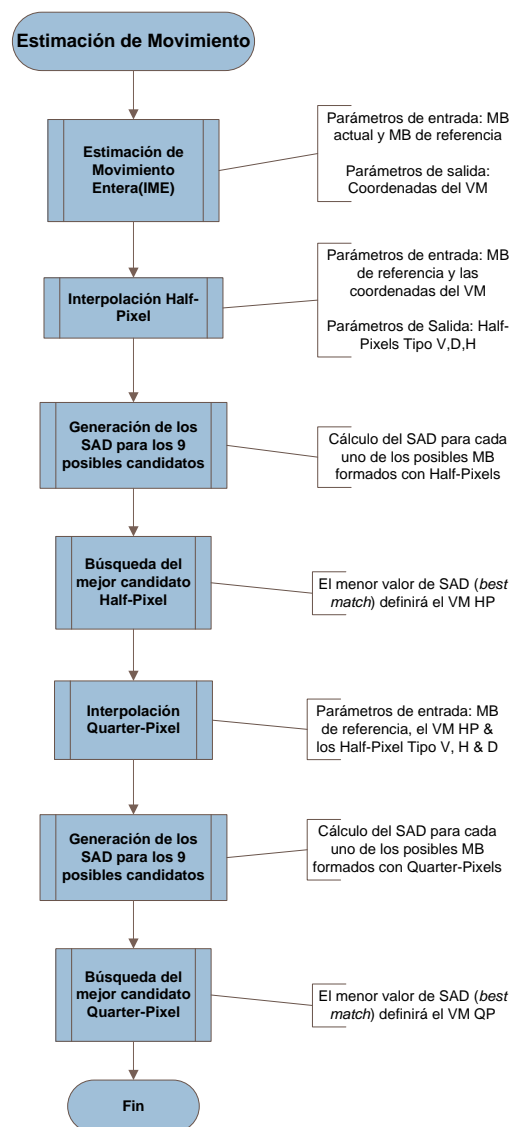 Estimación de Movimiento
Estimación de
Movimiento
Entera(IME)
Parámetros de entrada: MB
actual y MB de referencia
Parámetros de salida:
Coordenadas del VM
Interpolación Half-
Pixel
Parámetros de entrada: MB
de referencia y las
coordenadas del VM
Parámetros de Salida: Half-
Pixels Tipo V,D,H
Generación de los
SAD para los 9
posibles candidatos
Cálculo del SAD para cada
uno de los posibles MB
formados con Half-Pixels
Búsqueda del
mejor candidato
Half-Pixel
El menor valor de SAD (best
match) definirá el VM HP
Interpolación
Quarter-Pixel
Parámetros de entrada: MB
de referencia, el VM HP &
los Half-Pixel Tipo V, H & D
Generación de los
SAD para los 9
posibles candidatos
Cálculo del SAD para cada
uno de los posibles MB
formados con Quarter-Pixels
Búsqueda del
mejor candidato
Quarter-Pixel
El menor valor de SAD (best
match) definirá el VM QP
Fin